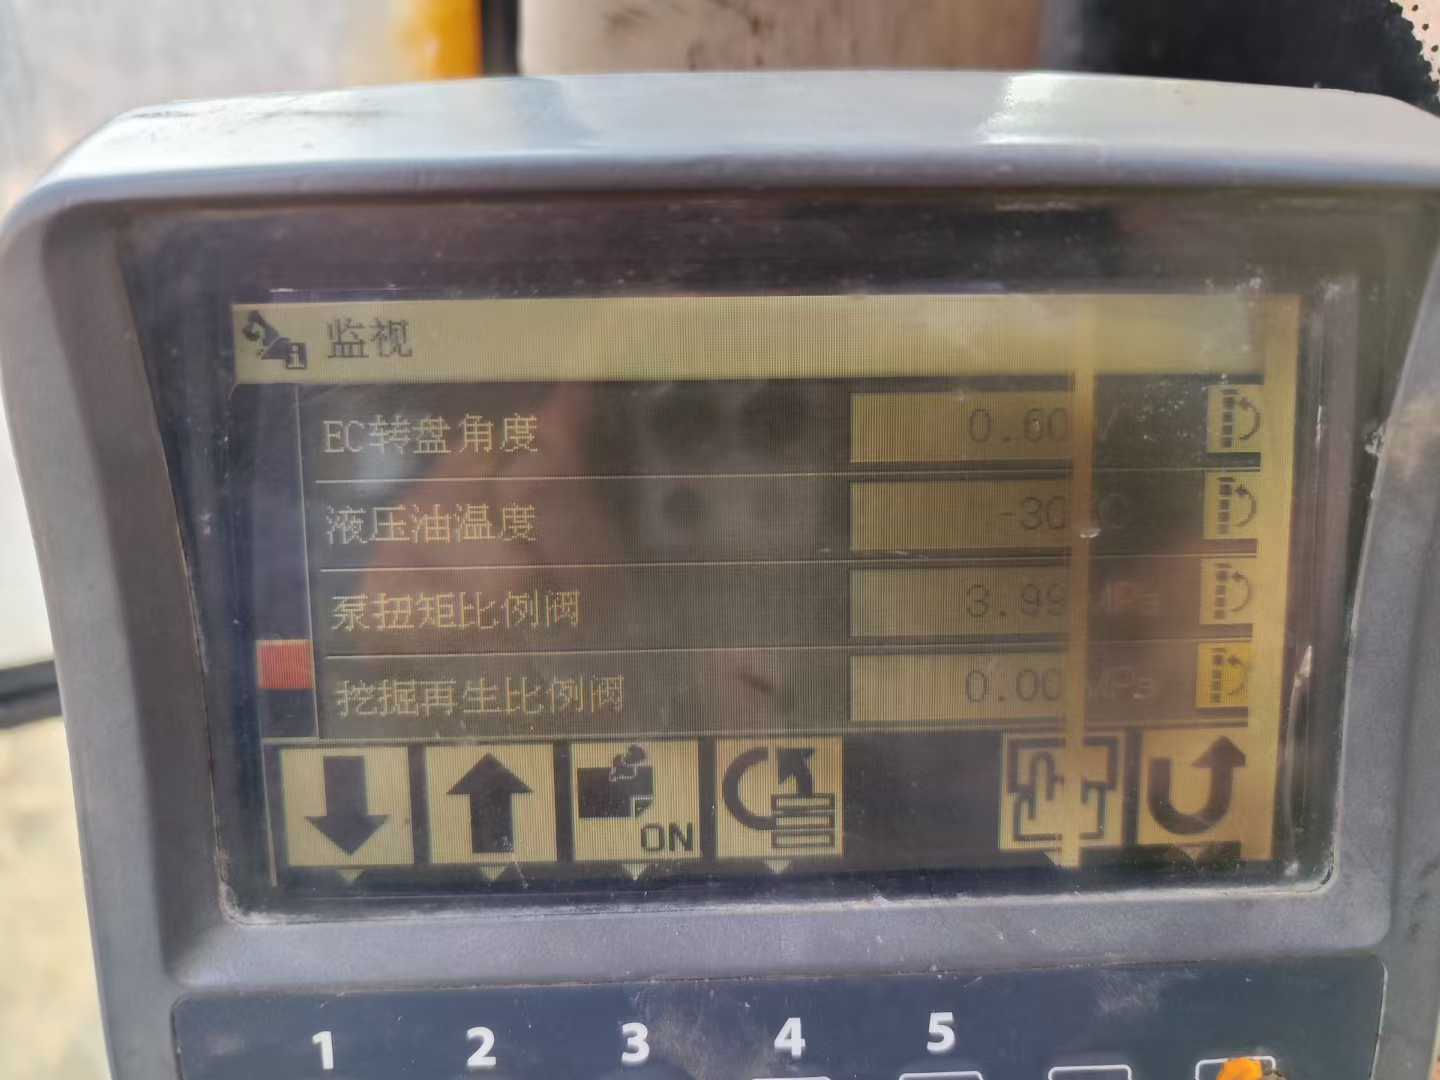 监视
EC转盘角度 0.60
液压油温度 -30 °C
泵扭矩比例阀 3.99 MPa
挖掘再生比例阀 0.00 MPa
ON
1 2 3 4 5